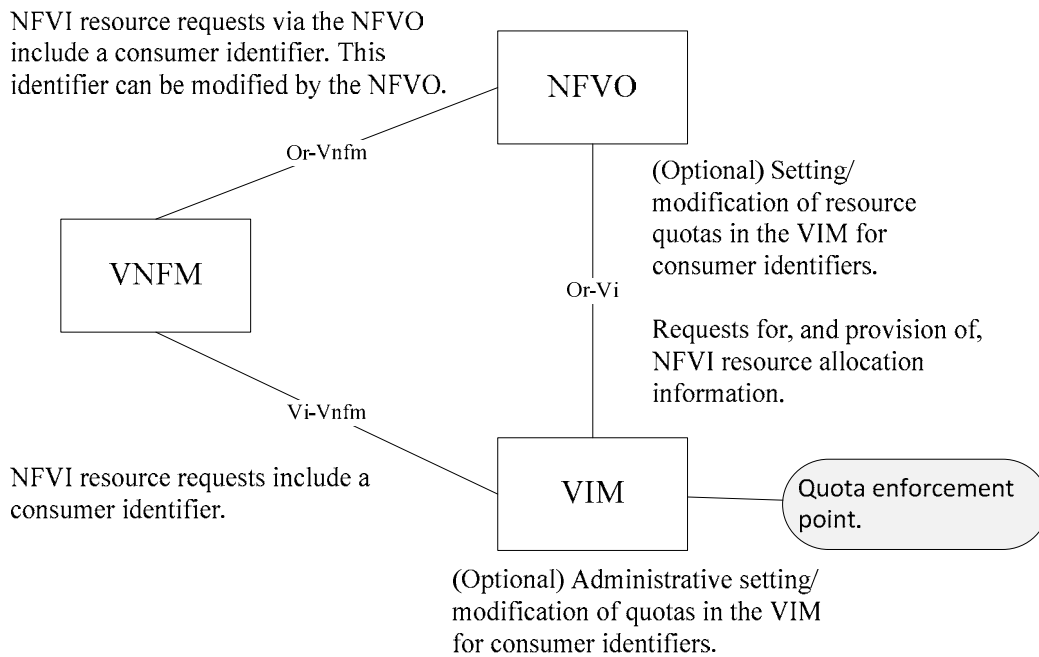 NFVI resource requests via the NFVO
include a consumer identifier. This
identifier can be modified by the NFVO.
NFVO
Or-Vnfm
(Optional) Setting/
modification of resource
quotas in the VIM for
consumer identifiers.
VNFM
Or-Vi
Requests for, and provision of,
NFVI resource allocation
information.
Vi-Vnfm
NFVI resource requests include a
consumer identifier.
VIM
Quota enforcement
point.
(Optional) Administrative setting/
modification of quotas in the VIM
for consumer identifiers.